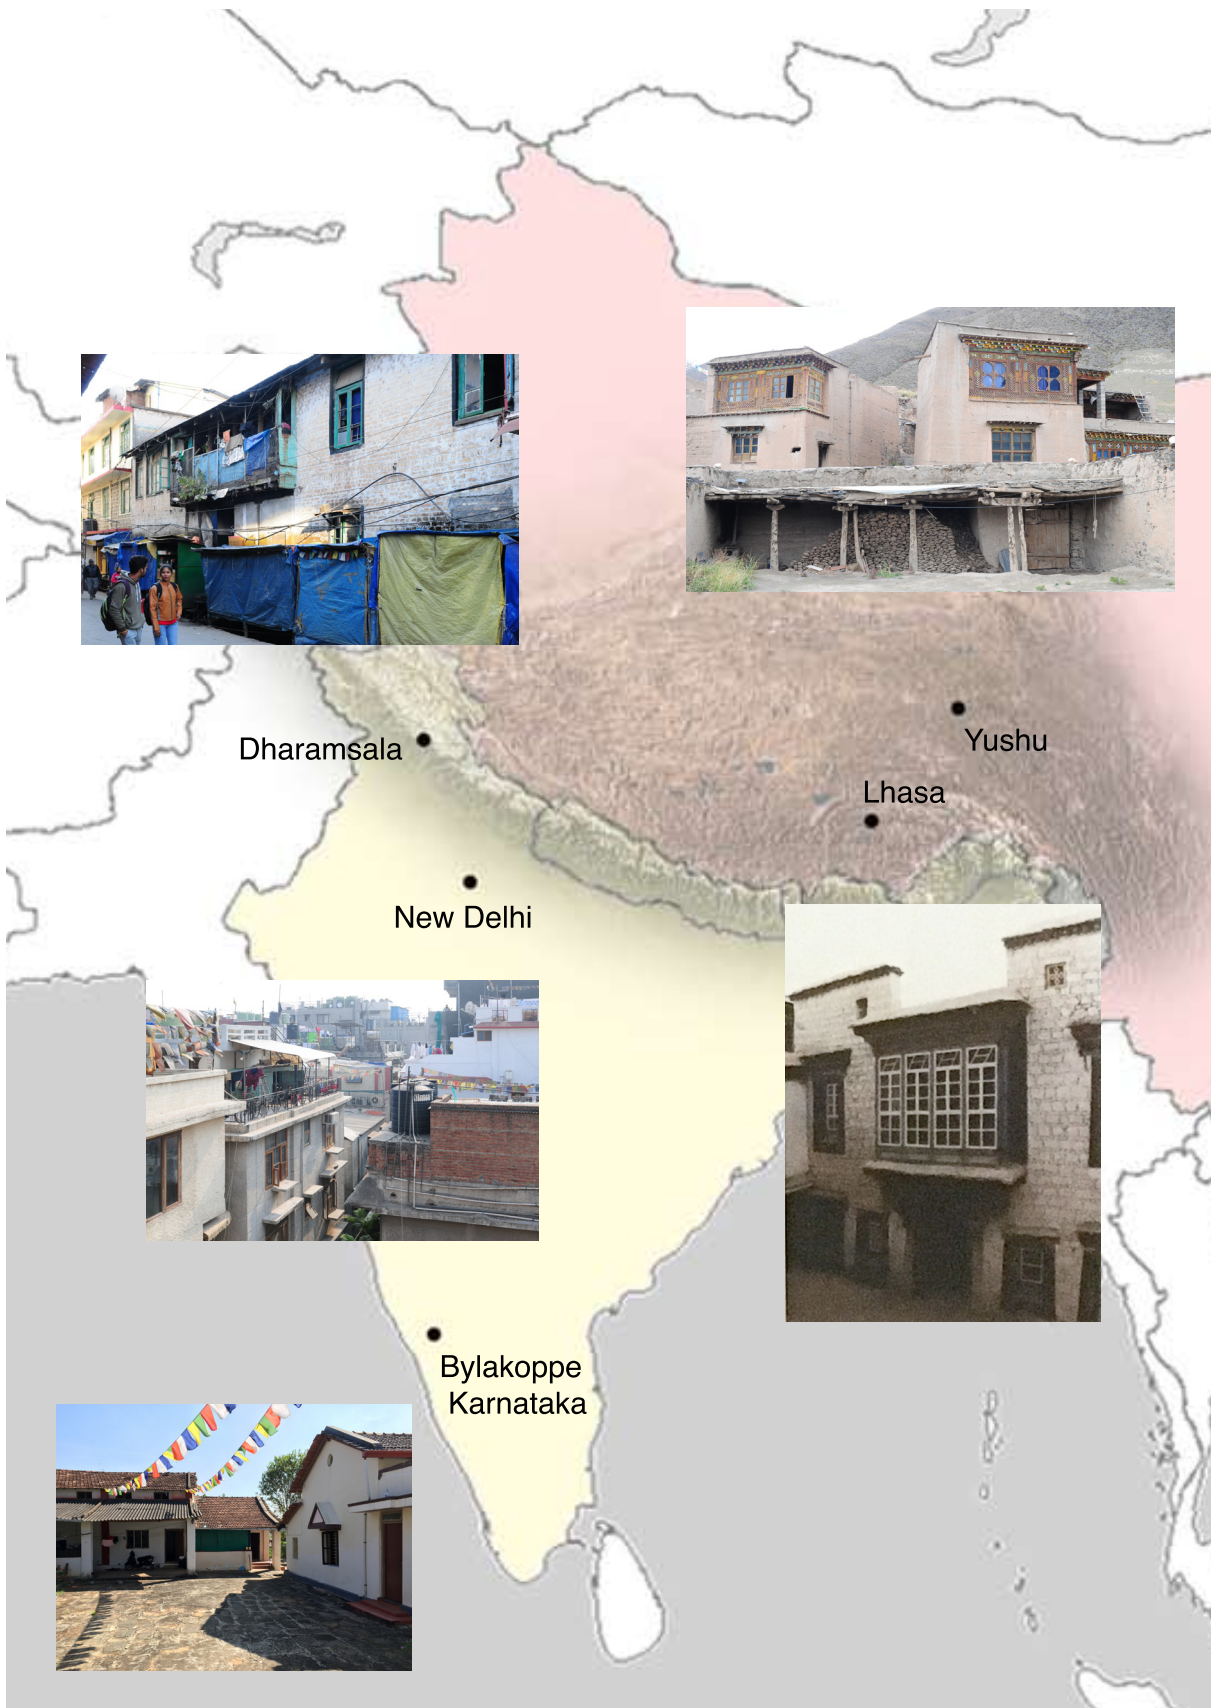 Dharamsala
Yushu
Lhasa
New Delhi
Bylakoppe
Karnataka